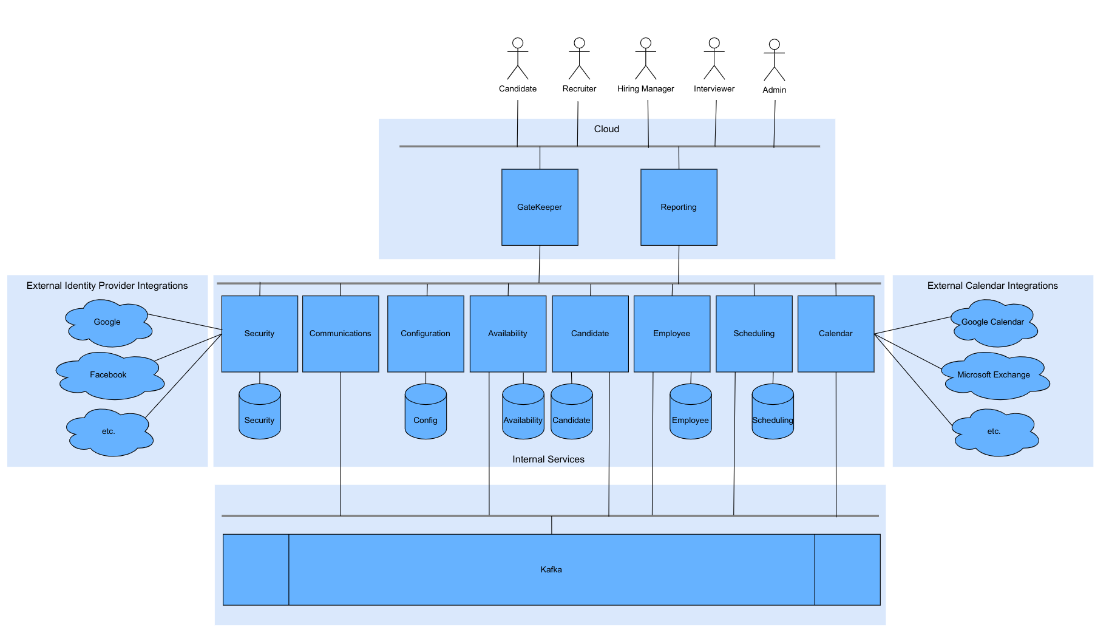 Candidate
Recruiter
Hiring Manager
Interviewer
Admin
Cloud
GateKeeper
Reporting
External Identity Provider Integrations
Google
Facebook
etc.
Security
Communications
Configuration
Availability
Candidate
Employee
Scheduling
Calendar
Security
Config
Availability
Candidate
Employee
Scheduling
Internal Services
External Calendar Integrations
Google Calendar
Microsoft Exchange
etc.
Kafka